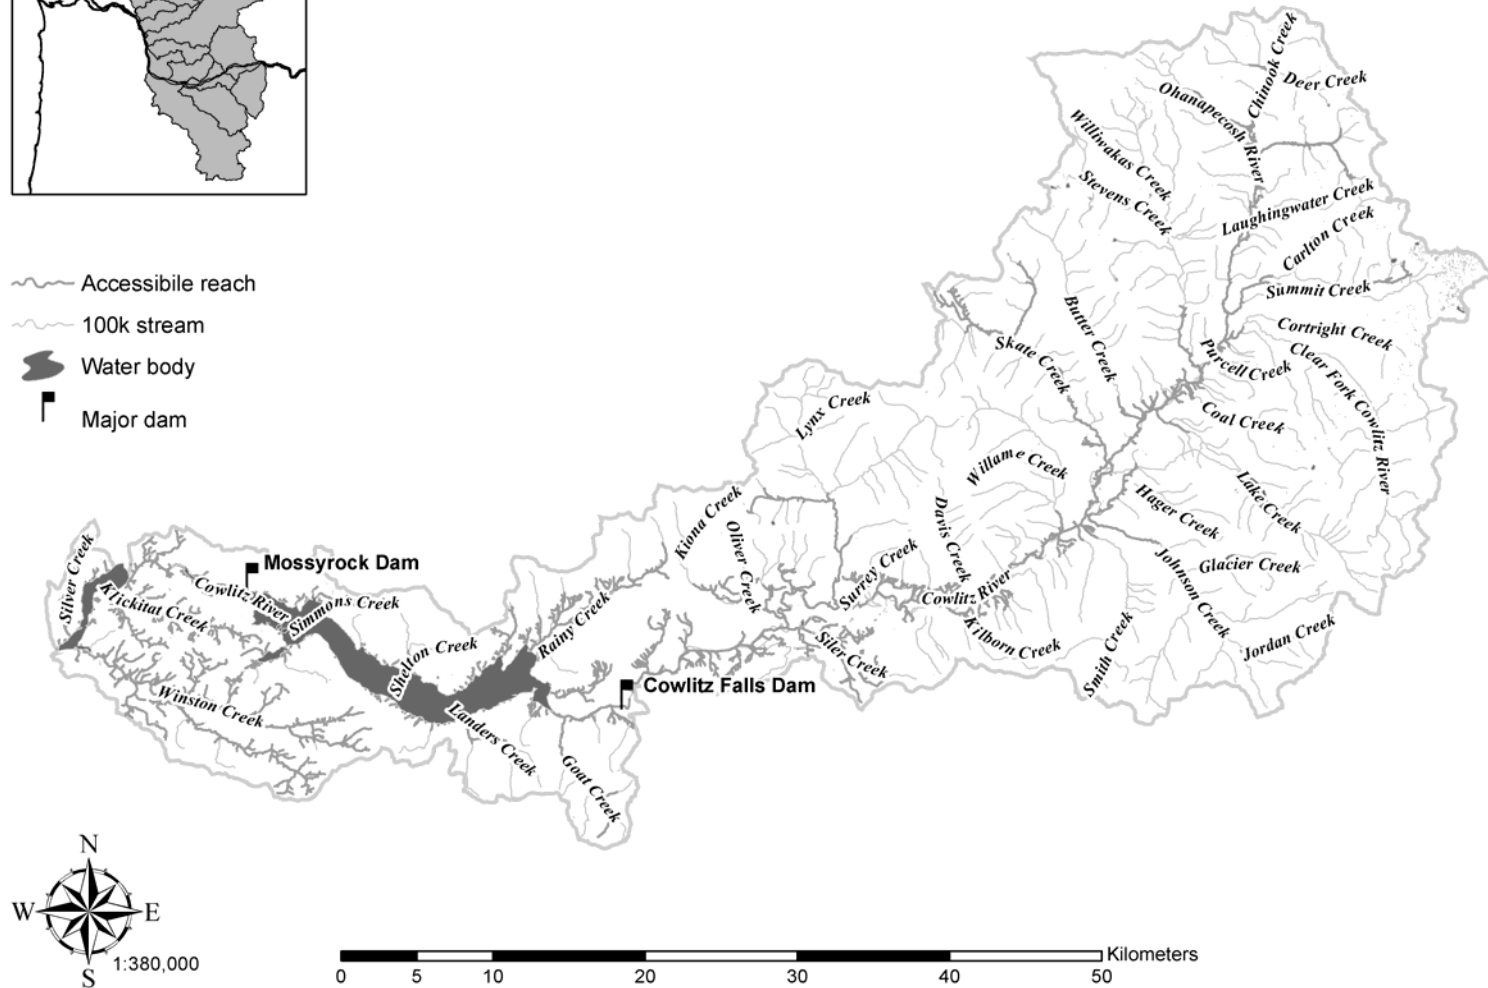 Chinook Creek
Deer Creek
Ohanapecosh River
Williwakas Creek
Stevens Creek
Laughingwater Creek
Carlton Creek
Summit Creek
Accessibile reach
100k stream
Water body
Major dam
Butter Creek
Skate Creek
Cortright Creek
Purcell Creek
Clear Fork Cowlitz River
Lynx Creek
Coal Creek
Willame Creek
Lake Creek
Hager Creek
Kiona Creek
Oliver Creek
Davis Creek
Surrey Creek
Cowlitz River
Johnson Creek
Glacier Creek
Silver Creek
Mossyrock Dam
Klickitat Creek
Cowlitz River
Simmons Creek
Rainy Creek
Shelton Creek
Siler Creek
Kilborn Creek
Smith Creek
Jordan Creek
Cowlitz Falls Dam
Winston Creek
Landers Creek
Goat Creek
N
W
E
S
1:380,000
Kilometers
0
5
10
20
30
40
50